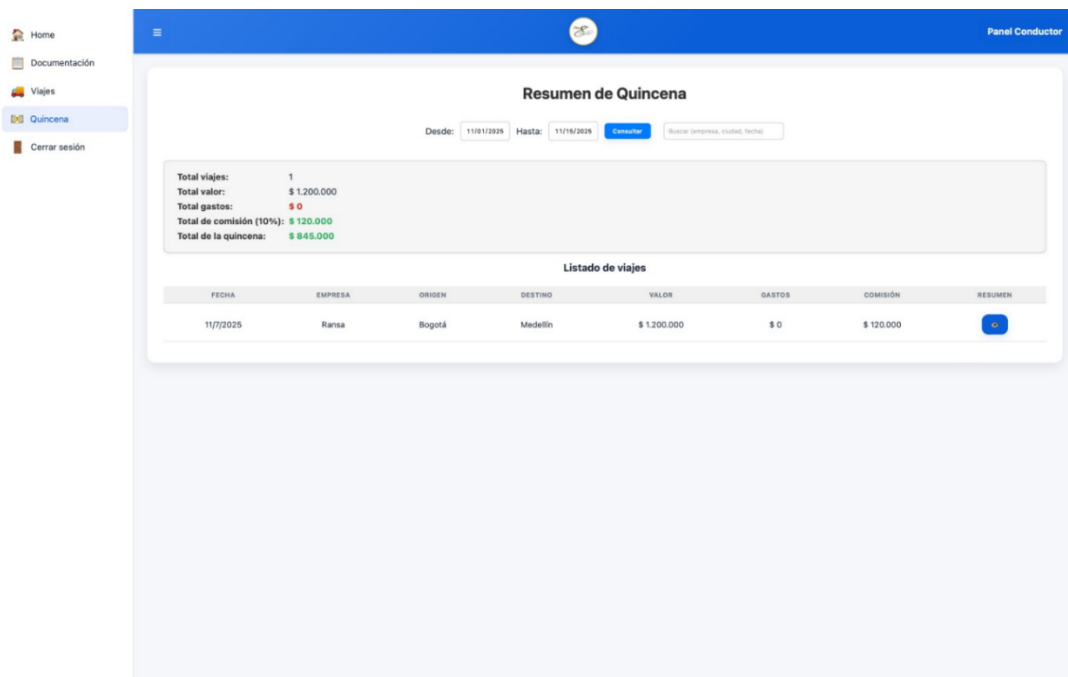 Home
Documentación
Viajes
Quincena
Cerrar sesión
☰ Panel Conductor
Resumen de Quincena
Desde: 11/01/2025 Hasta: 11/15/2025 Consultar Buscar (empresa, ciudad, fecha)
Total viajes: 1
Total valor: $ 1.200.000
Total gastos: $ 0
Total de comisión (10%): $ 120.000
Total de la quincena: $ 845.000
Listado de viajes
FECHA EMPRESA ORIGEN DESTINO VALOR GASTOS COMISIÓN RESUMEN
11/7/2025 Ransa Bogotá Medellín $ 1.200.000 $ 0 $ 120.000